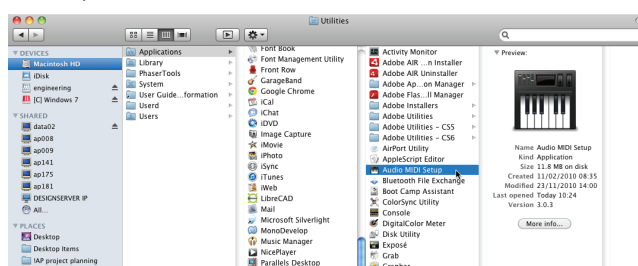 Utilities
DEVICES
Macintosh HD
iDisk
engineering
[C] Windows 7
SHARED
data02
ap008
ap009
ap141
ap175
ap181
DESIGNSERVER IP
All...
PLACES
Desktop
Desktop Items
IAP project planning
Applications
Library
PhaserTools
System
User Guide...formation
Userd
Users
Font Book
Font Management Utility
Front Row
GarageBand
Google Chrome
iCal
iChat
iDVD
Image Capture
iMovie
iPhoto
iSync
iTunes
iWeb
LibreCAD
Mail
Microsoft Silverlight
MonoDevelop
Music Manager
NicePlayer
Parallels Desktop
Activity Monitor
Adobe AIR ...n Installer
Adobe AIR Uninstaller
Adobe Ap...on Manager
Adobe Flas...ll Manager
Adobe Installers
Adobe Utilities
Adobe Utilities - CS5
Adobe Utilities - CS6
AirPort Utility
AppleScript Editor
Audio MIDI Setup
Bluetooth File Exchange
Boot Camp Assistant
ColorSync Utility
Console
DigitalColor Meter
Disk Utility
Exposé
Grab
Grapher
Preview:
Name Audio MIDI Setup
Kind Application
Size 11.8 MB on disk
Created 11/02/2010 08:35
Modified 23/11/2010 14:00
Last opened Today 10:24
Version 3.0.3
More info...